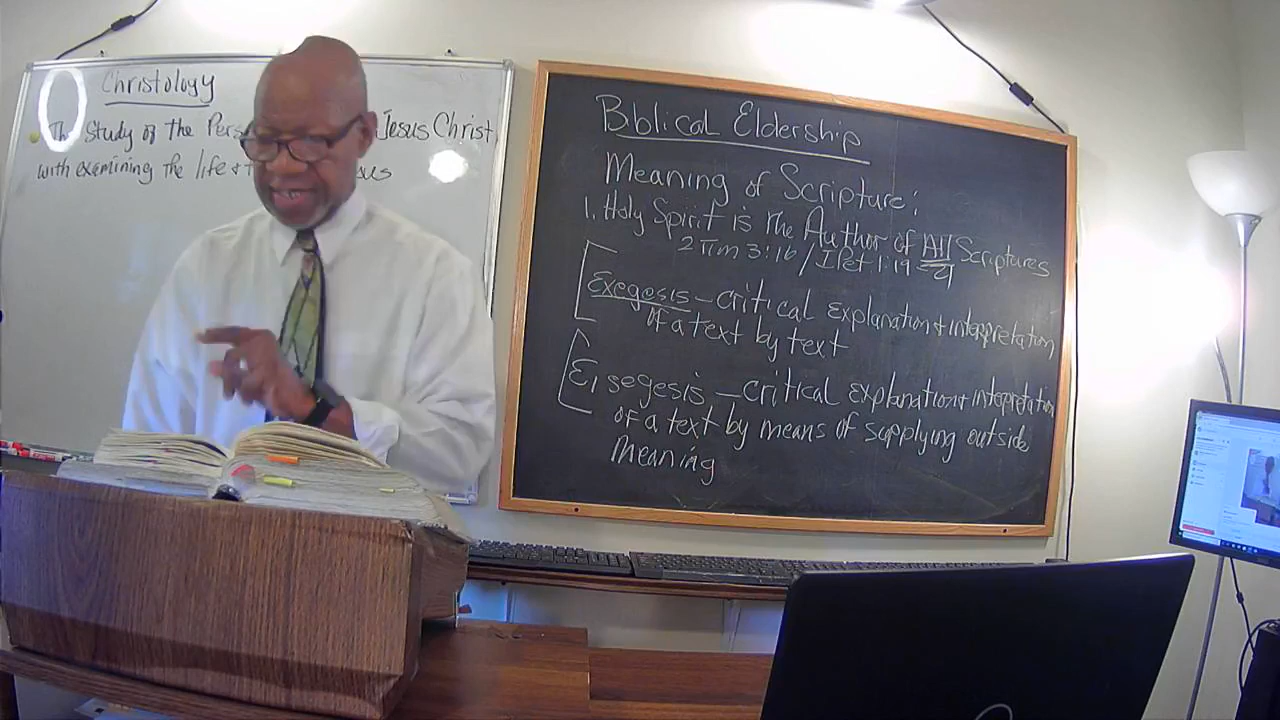 Christology
The Study of the Pers Jesus Christ
with examining the life & t us
Biblical Eldership
Meaning of Scripture:
1. Holy Spirit is the Author of All Scriptures
2 Tim 3:16 / I Pet 1:19-21
Exegesis - critical explanation & interpretation
of a text by text
Eisegesis - critical explanation & interpretation
of a text by means of supplying outside
meaning